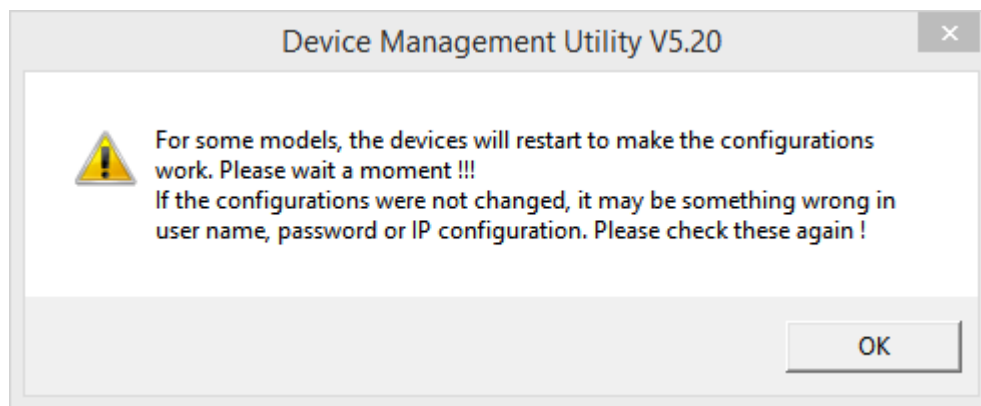 Device Management Utility V5.20
For some models, the devices will restart to make the configurations
work. Please wait a moment !!!
If the configurations were not changed, it may be something wrong in
user name, password or IP configuration. Please check these again !
OK